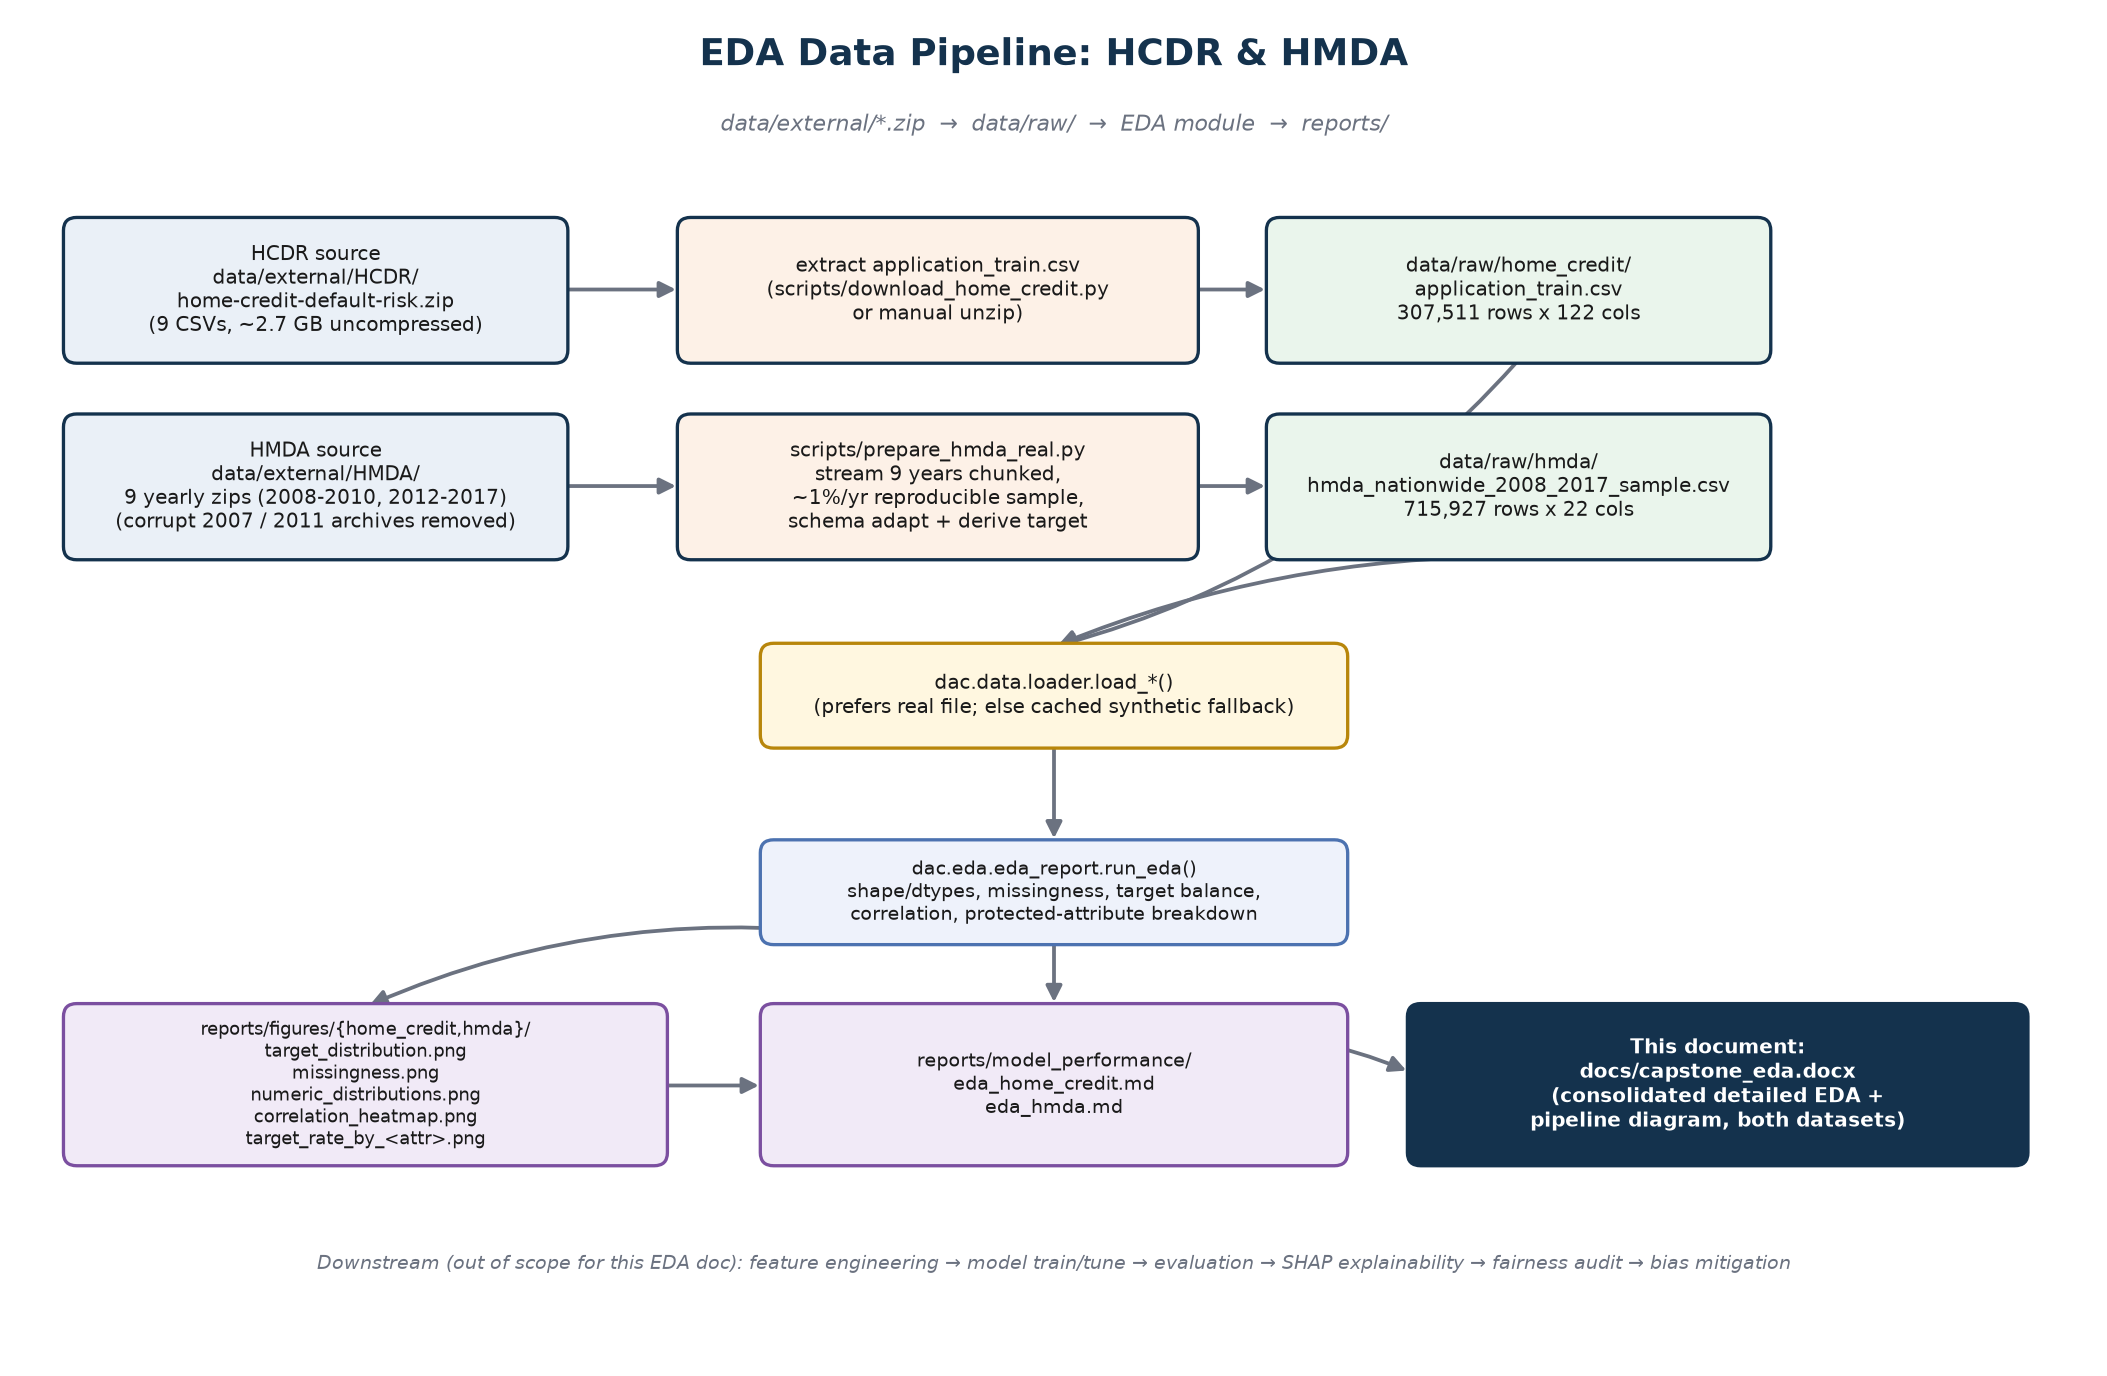 EDA Data Pipeline: HCDR & HMDA
data/external/*.zip → data/raw/ → EDA module → reports/
HCDR source
data/external/HCDR/
home-credit-default-risk.zip
(9 CSVs, ~2.7 GB uncompressed)
extract application_train.csv
(scripts/download_home_credit.py
or manual unzip)
data/raw/home_credit/
application_train.csv
307,511 rows x 122 cols
HMDA source
data/external/HMDA/
9 yearly zips (2008-2010, 2012-2017)
(corrupt 2007 / 2011 archives removed)
scripts/prepare_hmda_real.py
stream 9 years chunked,
~1%/yr reproducible sample,
schema adapt + derive target
data/raw/hmda/
hmda_nationwide_2008_2017_sample.csv
715,927 rows x 22 cols
dac.data.loader.load_*()
(prefers real file; else cached synthetic fallback)
dac.eda.eda_report.run_eda()
shape/dtypes, missingness, target balance,
correlation, protected-attribute breakdown
reports/figures/{home_credit,hmda}/
target_distribution.png
missingness.png
numeric_distributions.png
correlation_heatmap.png
target_rate_by_<attr>.png
reports/model_performance/
eda_home_credit.md
eda_hmda.md
This document:
docs/capstone_eda.docx
(consolidated detailed EDA +
pipeline diagram, both datasets)
Downstream (out of scope for this EDA doc): feature engineering → model train/tune → evaluation → SHAP explainability → fairness audit → bias mitigation